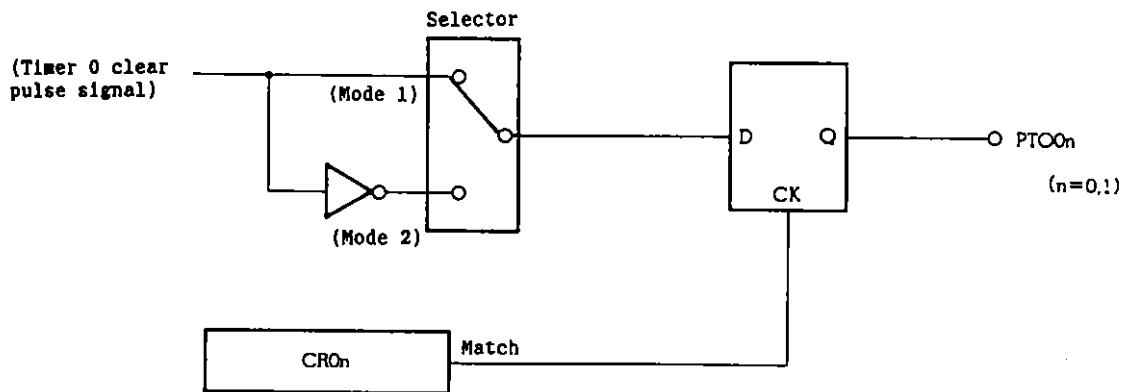 Selector
(Timer 0 clear
pulse signal)
(Mode 1)
D
Q
CK
PTO0n
(n=0,1)
(Mode 2)
CR0n
Match